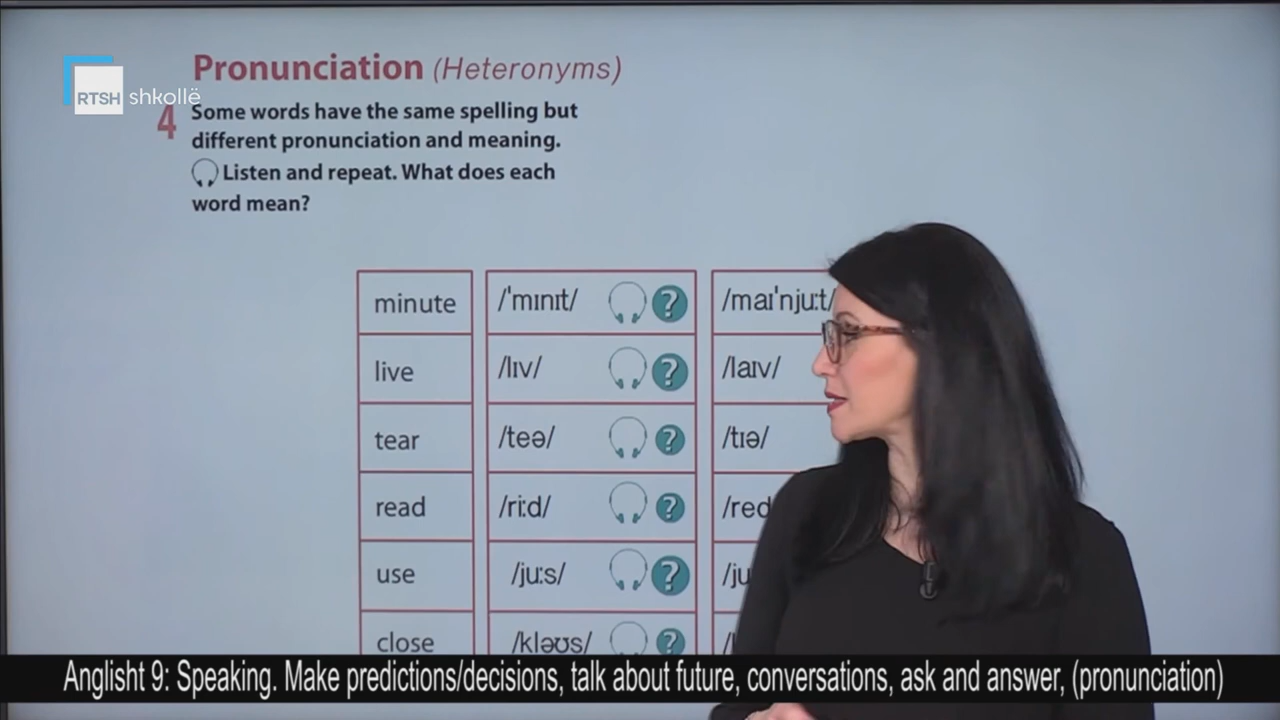 Pronunciation (Heteronyms)
RTSH shkollë
4 Some words have the same spelling but
different pronunciation and meaning.
Listen and repeat. What does each
word mean?
minute /ˈmɪnɪt/ ? /maɪˈnjuːt/
live /lɪv/ ? /laɪv/
tear /teə/ ? /tɪə/
read /riːd/ ? /red
use /juːs/ ? /ju
close /kləʊs/ ?
Anglisht 9: Speaking. Make predictions/decisions, talk about future, conversations, ask and answer, (pronunciation)